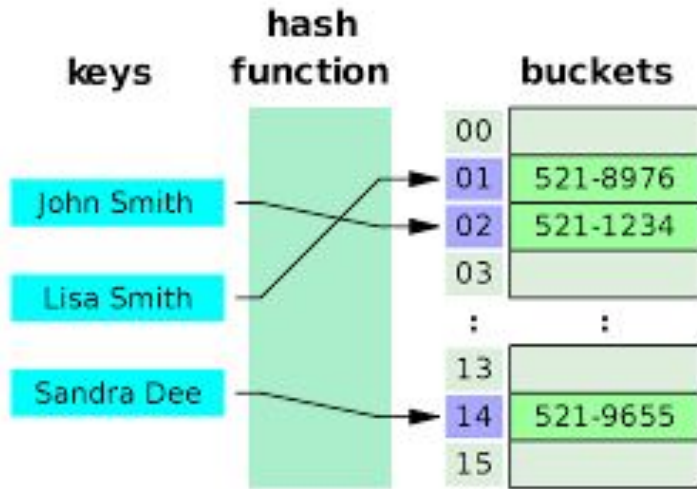 keys
hash
function
buckets
John Smith
Lisa Smith
Sandra Dee
00
01 521-8976
02 521-1234
03
: :
13
14 521-9655
15